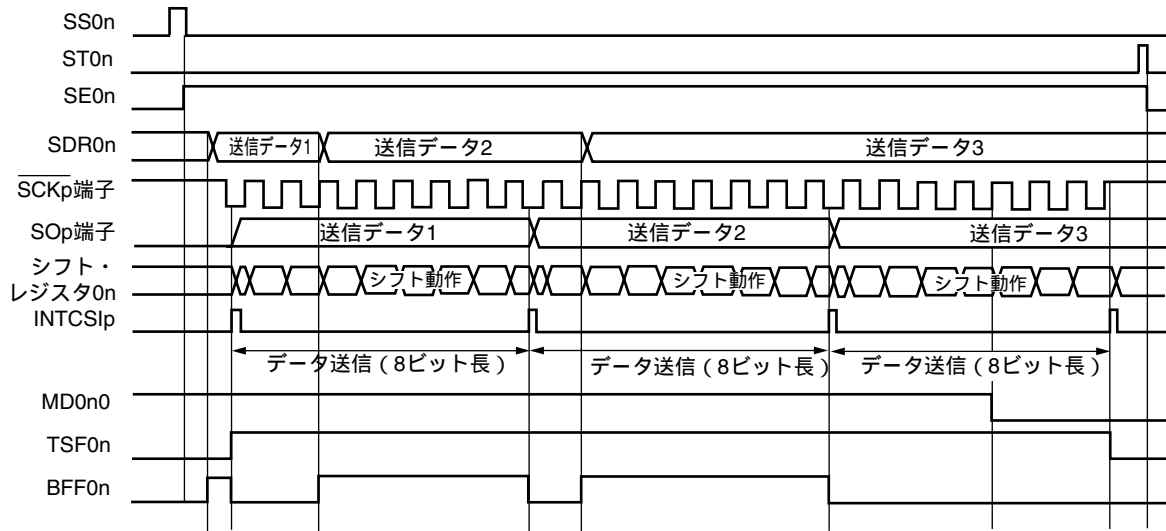 SS0n
ST0n
SE0n
SDR0n 送信データ1 送信データ2 送信データ3
SCKp端子
SOp端子 送信データ1 送信データ2 送信データ3
シフト・
レジスタ0n シフト動作 シフト動作 シフト動作
INTCSIp
データ送信(8ビット長) データ送信(8ビット長) データ送信(8ビット長)
MD0n0
TSF0n
BFF0n